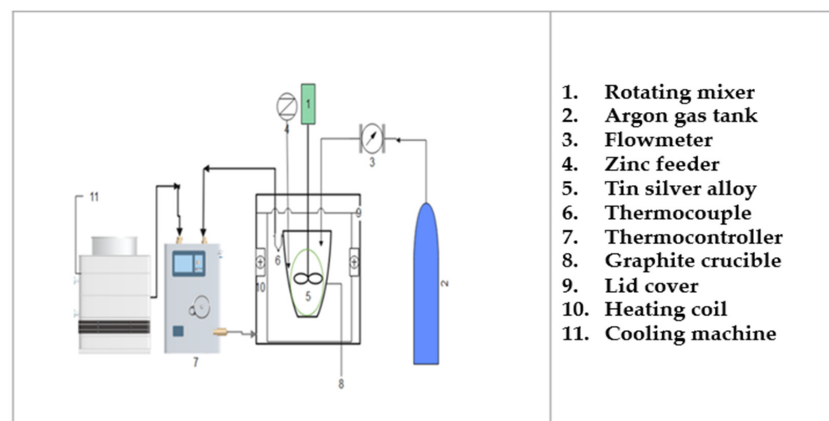 1
4
3
11
9
6
10
5
2
7
8
1. Rotating mixer
2. Argon gas tank
3. Flowmeter
4. Zinc feeder
5. Tin silver alloy
6. Thermocouple
7. Thermocontroller
8. Graphite crucible
9. Lid cover
10. Heating coil
11. Cooling machine